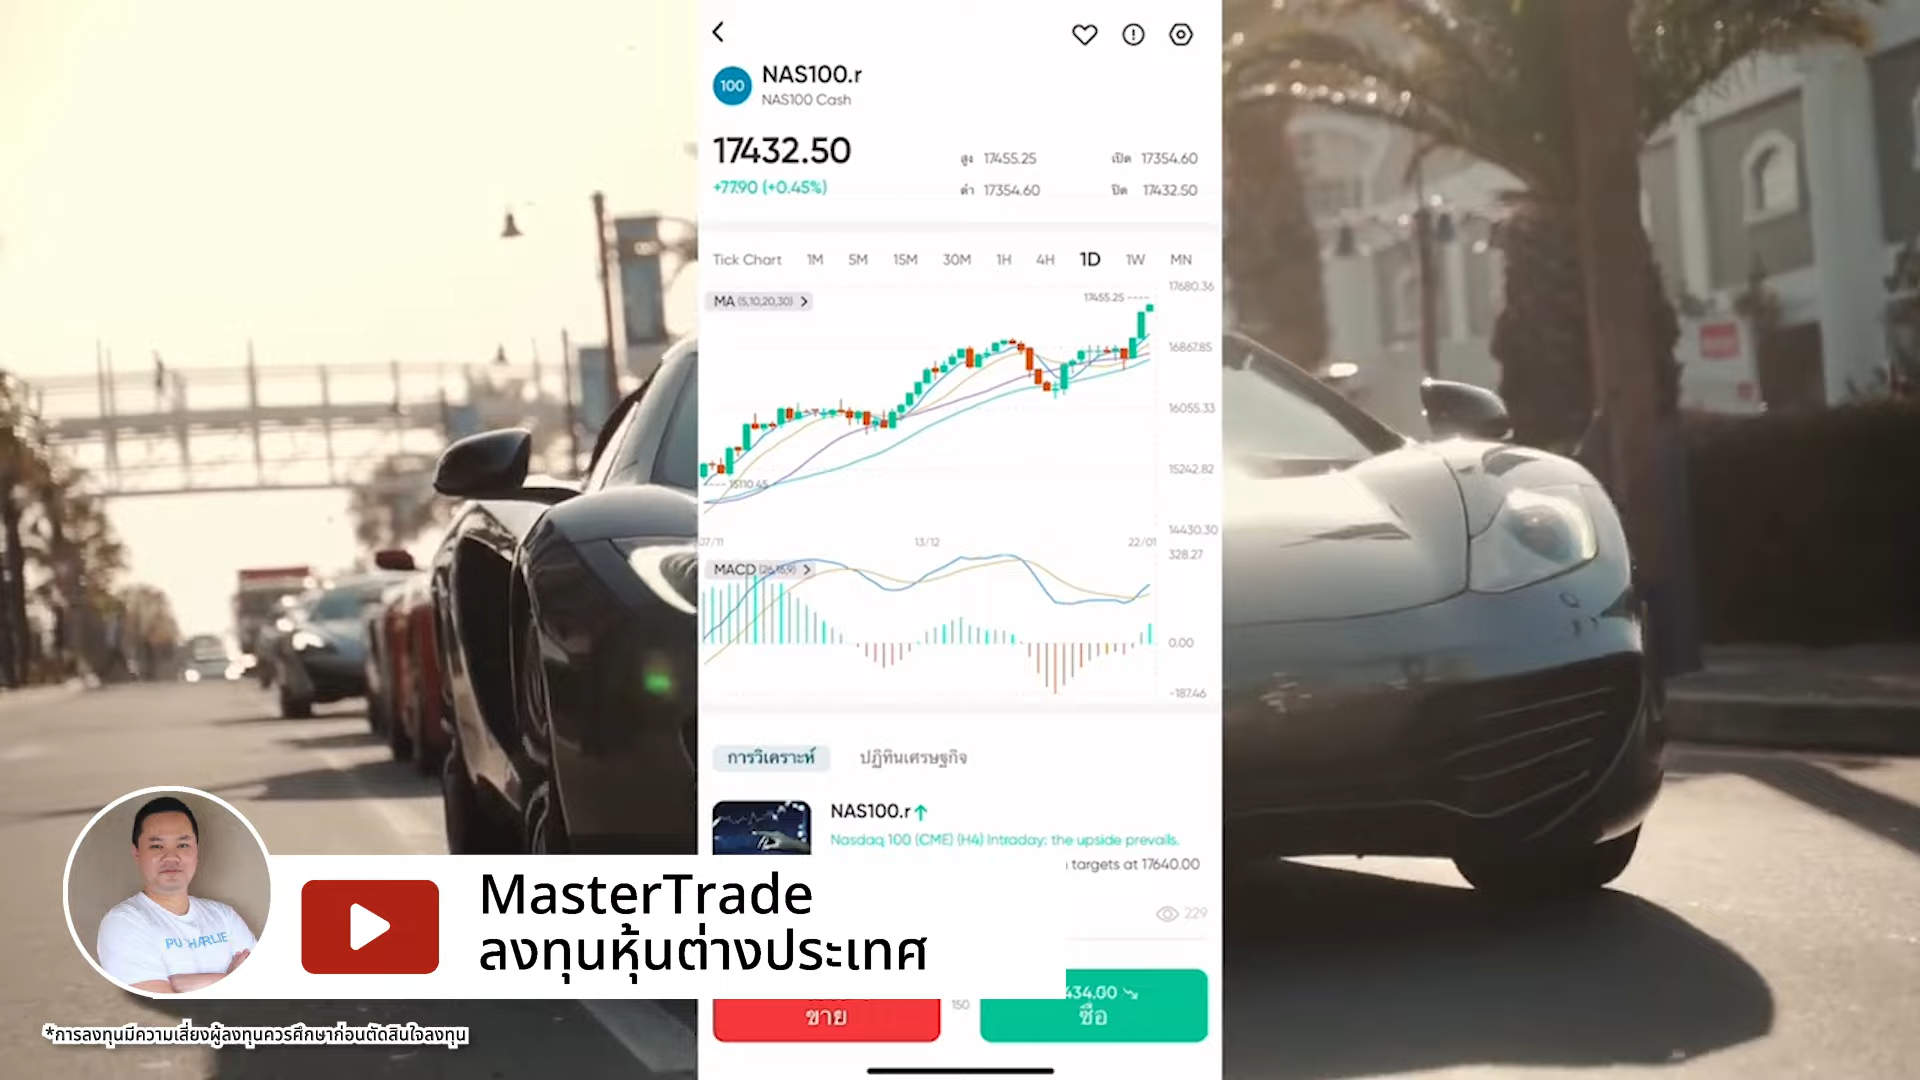 NAS100.r
100
NAS100 Cash
17432.50
+77.90 (+0.45%)
สูง 17455.25
เปิด 17354.60
ต่ำ 17354.60
ปิด 17432.50
Tick Chart 1M 5M 15M 30M 1H 4H 1D 1W MN
17680.36
MA (5,10,20,30)
17455.25
16867.85
16055.33
15242.82
15110.45
14430.30
07/11 13/12 22/01
328.27
MACD
0.00
-187.46
การวิเคราะห์ ปฏิทินเศรษฐกิจ
NAS100.r
Nasdaq 100 (CME) (H4) Intraday: the upside prevails.
targets at 17640.00
229
MasterTrade
ลงทุนหุ้นต่างประเทศ
434.00
ขาย
150
ซื้อ
*การลงทุนมีความเสี่ยงผู้ลงทุนควรศึกษาก่อนตัดสินใจลงทุน